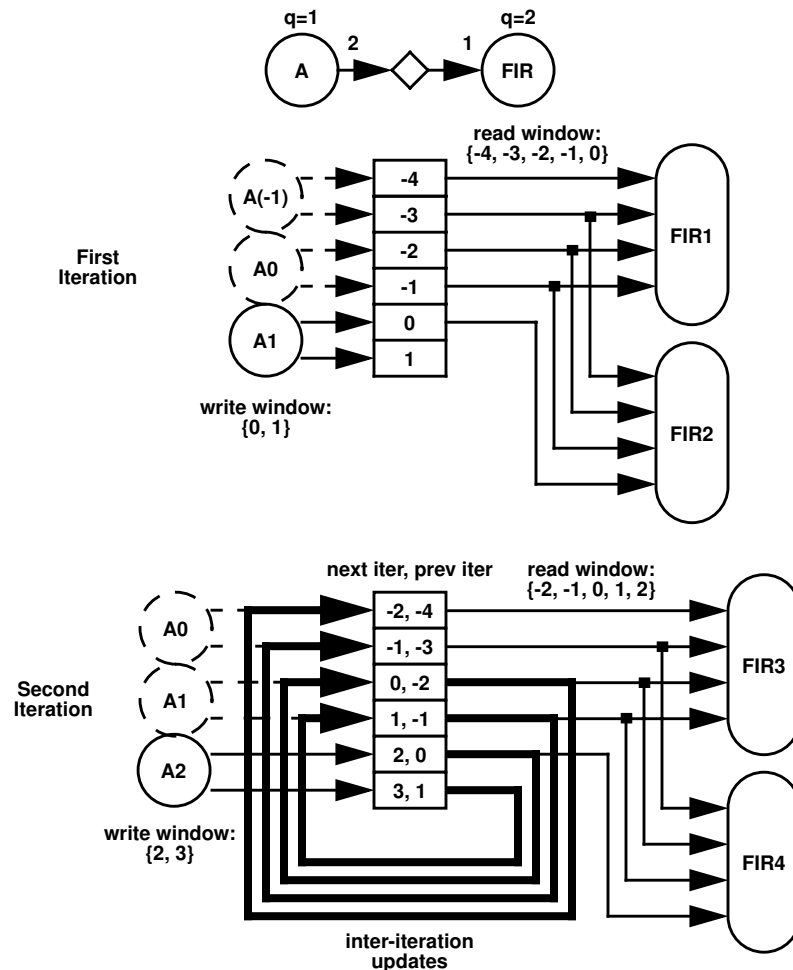 q=1
q=2
2
1
A
FIR
read window:
{-4, -3, -2, -1, 0}
A(-1)
-4
-3
FIR1
First
Iteration
A0
-2
-1
A1
0
1
write window:
{0, 1}
FIR2
next iter, prev iter
read window:
{-2, -1, 0, 1, 2}
A0
-2, -4
-1, -3
FIR3
Second
Iteration
A1
0, -2
1, -1
A2
2, 0
3, 1
write window:
{2, 3}
FIR4
inter-iteration
updates